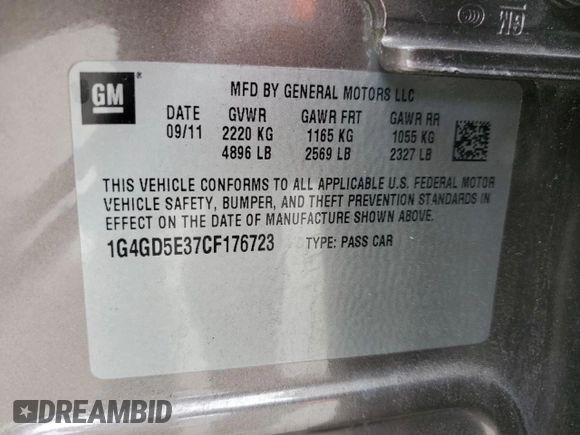 GM
MFD BY GENERAL MOTORS LLC
DATE GVWR GAWR FRT GAWR RR
09/11 2220 KG 1165 KG 1055 KG
4896 LB 2569 LB 2327 LB
THIS VEHICLE CONFORMS TO ALL APPLICABLE U.S. FEDERAL MOTOR
VEHICLE SAFETY, BUMPER, AND THEFT PREVENTION STANDARDS IN
EFFECT ON THE DATE OF MANUFACTURE SHOWN ABOVE.
1G4GD5E37CF176723 TYPE: PASS CAR
DREAMBID